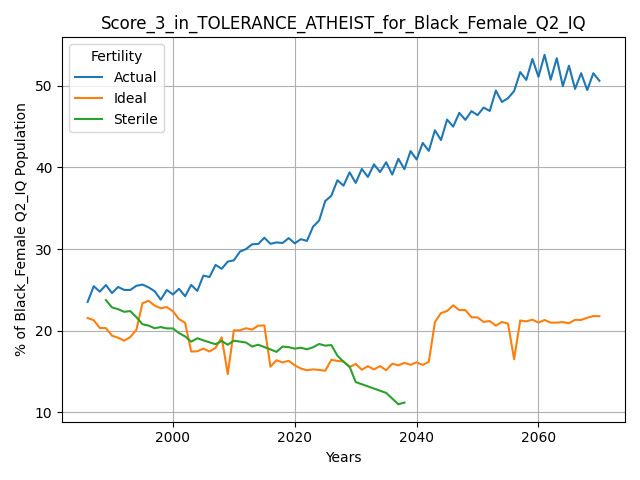 Score_3_in_TOLERANCE_ATHEIST_for_Black_Female_Q2_IQ
Fertility
Actual
Ideal
Sterile
% of Black_Female Q2_IQ Population
50
40
30
20
10
2000
2020
2040
2060
Years